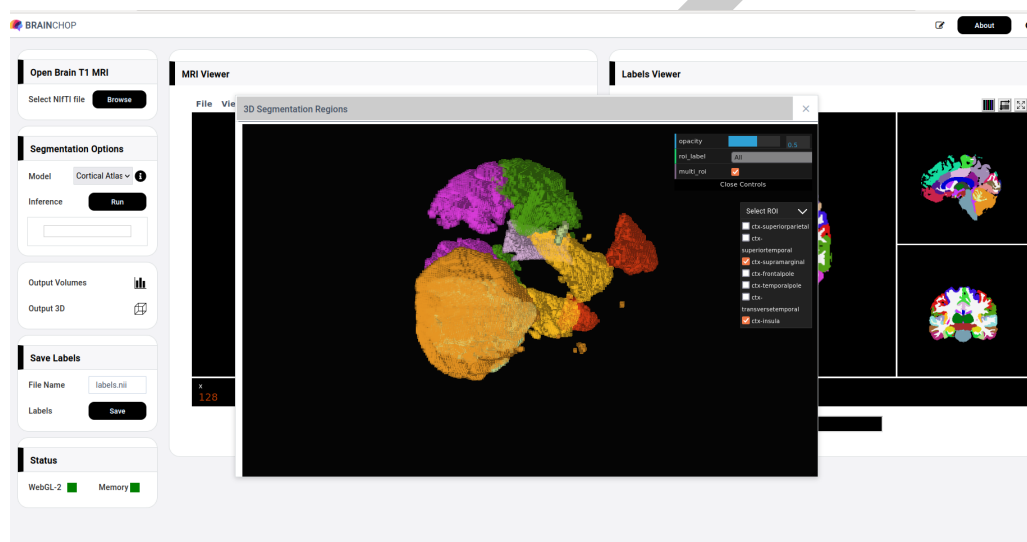 BRAINCHOP
About
Open Brain T1 MRI
Select NIfTI file
Browse
Segmentation Options
Model
Cortical Atlas
Inference
Run
Output Volumes
Output 3D
Save Labels
File Name
labels.nii
Labels
Save
Status
WebGL-2
Memory
MRI Viewer
File Vie
x
128
3D Segmentation Regions
×
opacity
0.5
roi_label
All
multi_roi
Close Controls
Select ROI
ctx-superiorparietal
ctx-
superiortemporal
ctx-supramarginal
ctx-frontalpole
ctx-temporalpole
ctx-
transversetemporal
ctx-insula
Labels Viewer